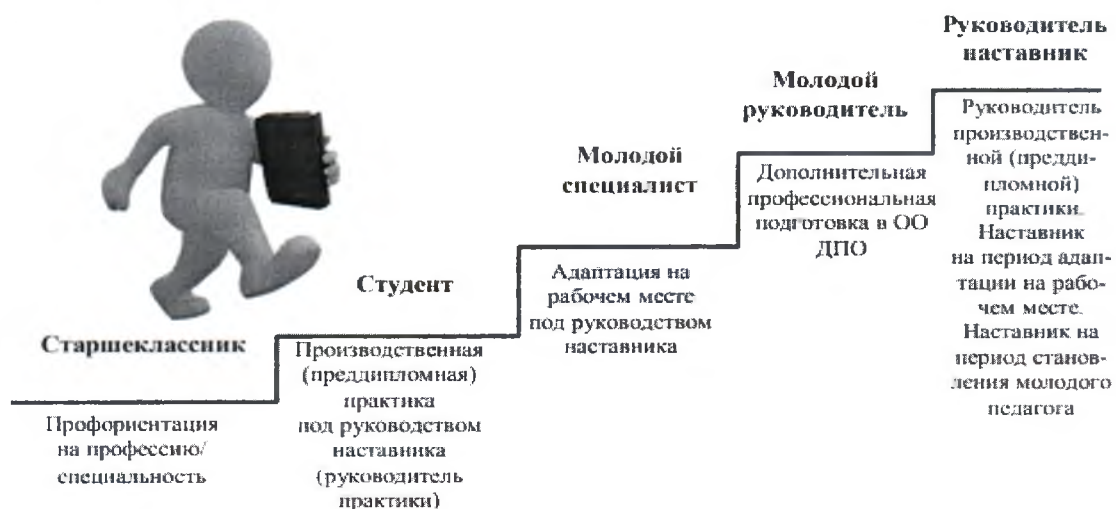 Старшеклассник
Профориентация
на профессию/
специальность
Студент
Производственная
(преддипломная)
практика
под руководством
наставника
(руководитель
практики)
Молодой
специалист
Адаптация на
рабочем месте
под руководством
наставника
Молодой
руководитель
Дополнительная
профессиональная
подготовка в ОО
ДПО
Руководитель
наставник
Руководитель
производствен-
ной (предди-
пломной)
практики.
Наставник
на период адап-
тации на рабо-
чем месте.
Наставник на
период станов-
ления молодого
педагога